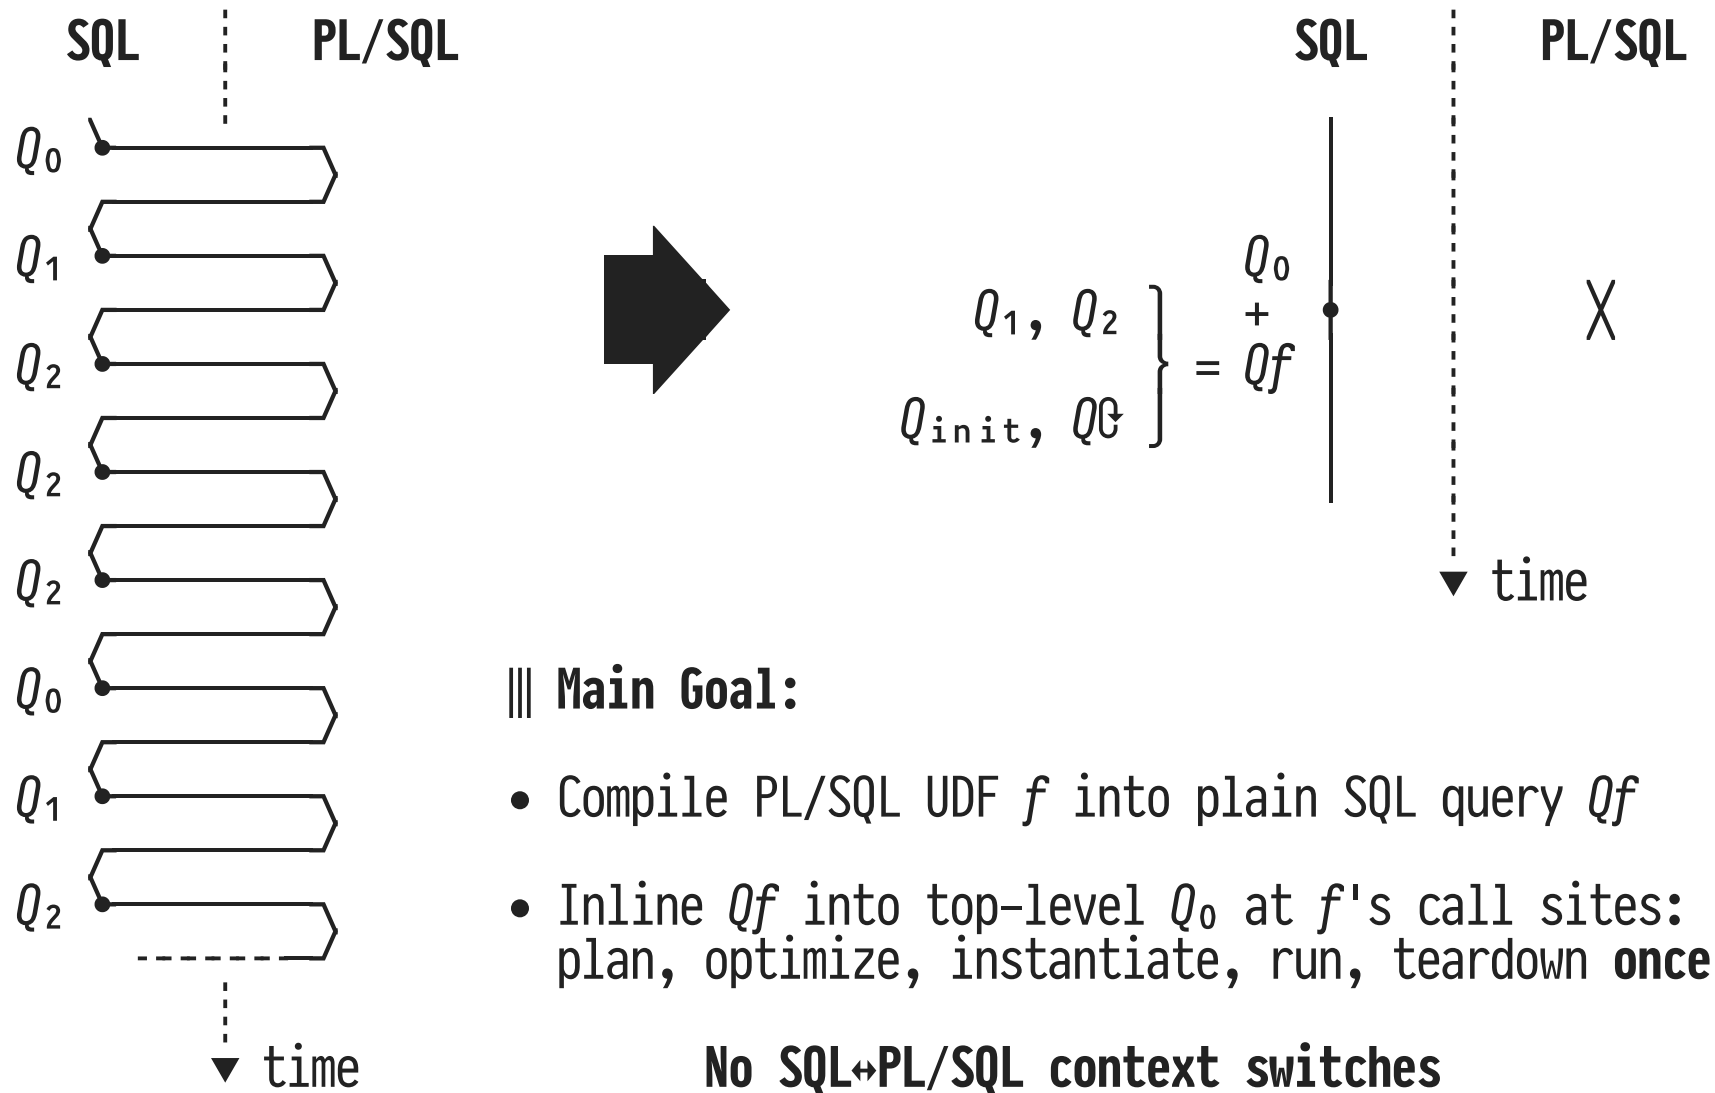 SQL PL/SQL
Q₀
Q₁
Q₂
Q₂
Q₂
Q₀
Q₁
Q₂
time
SQL PL/SQL
Q₀
+
Q₁, Q₂
Qinit, Q↻
= Qf
╳
time
Main Goal:
• Compile PL/SQL UDF f into plain SQL query Qf
• Inline Qf into top-level Q₀ at f's call sites:
plan, optimize, instantiate, run, teardown once
No SQL↔PL/SQL context switches